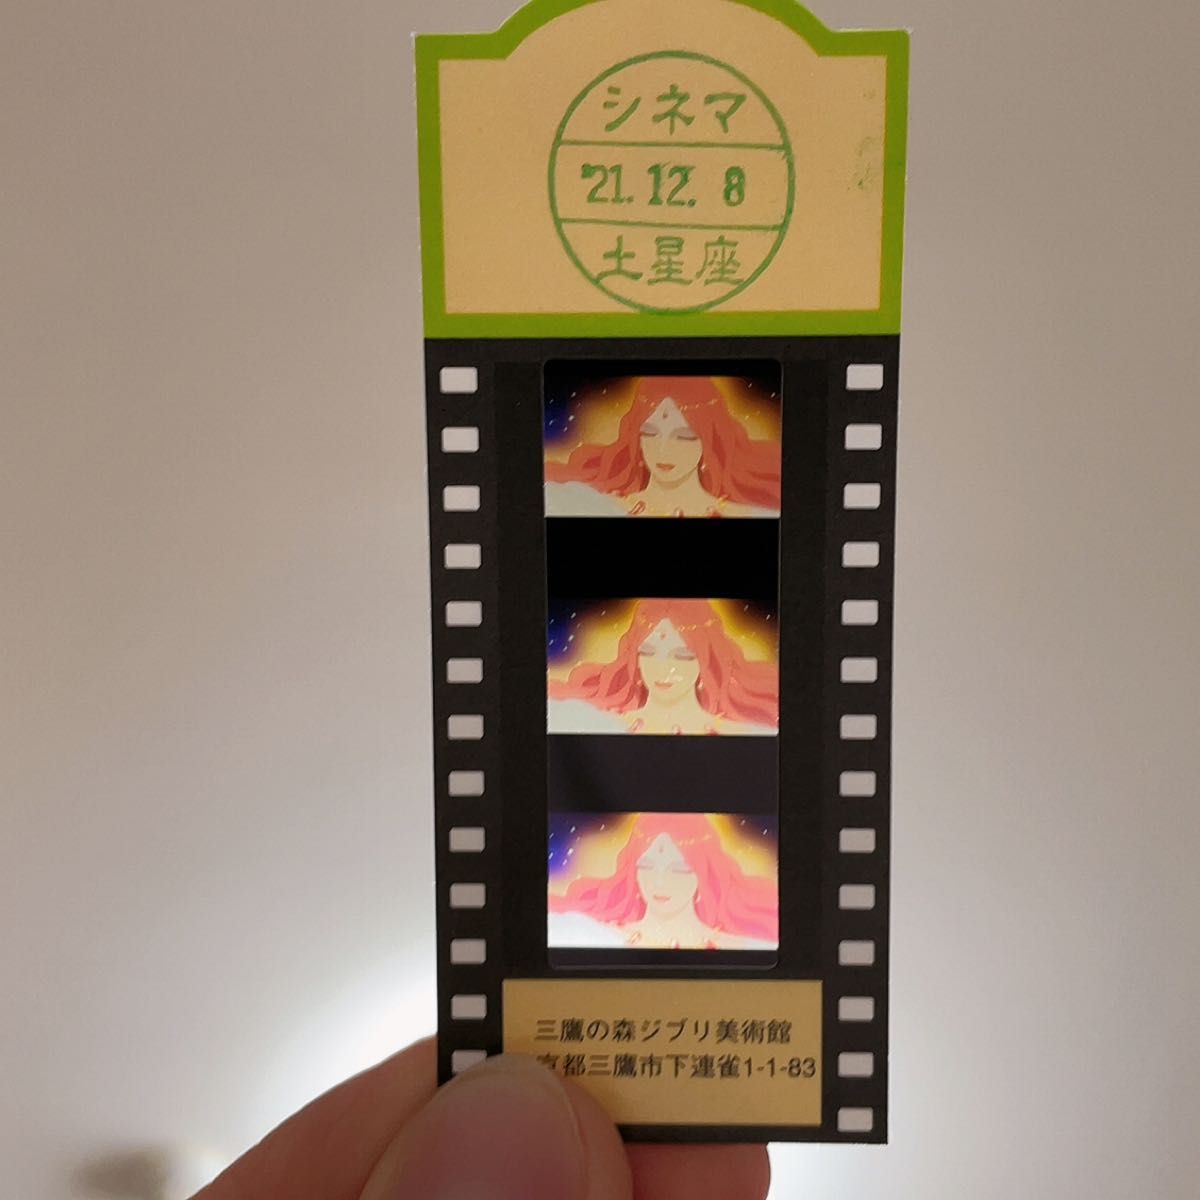 シネマ
'21.12. 8
土星座
三鷹の森ジブリ美術館
京都三鷹市下連雀1-1-83